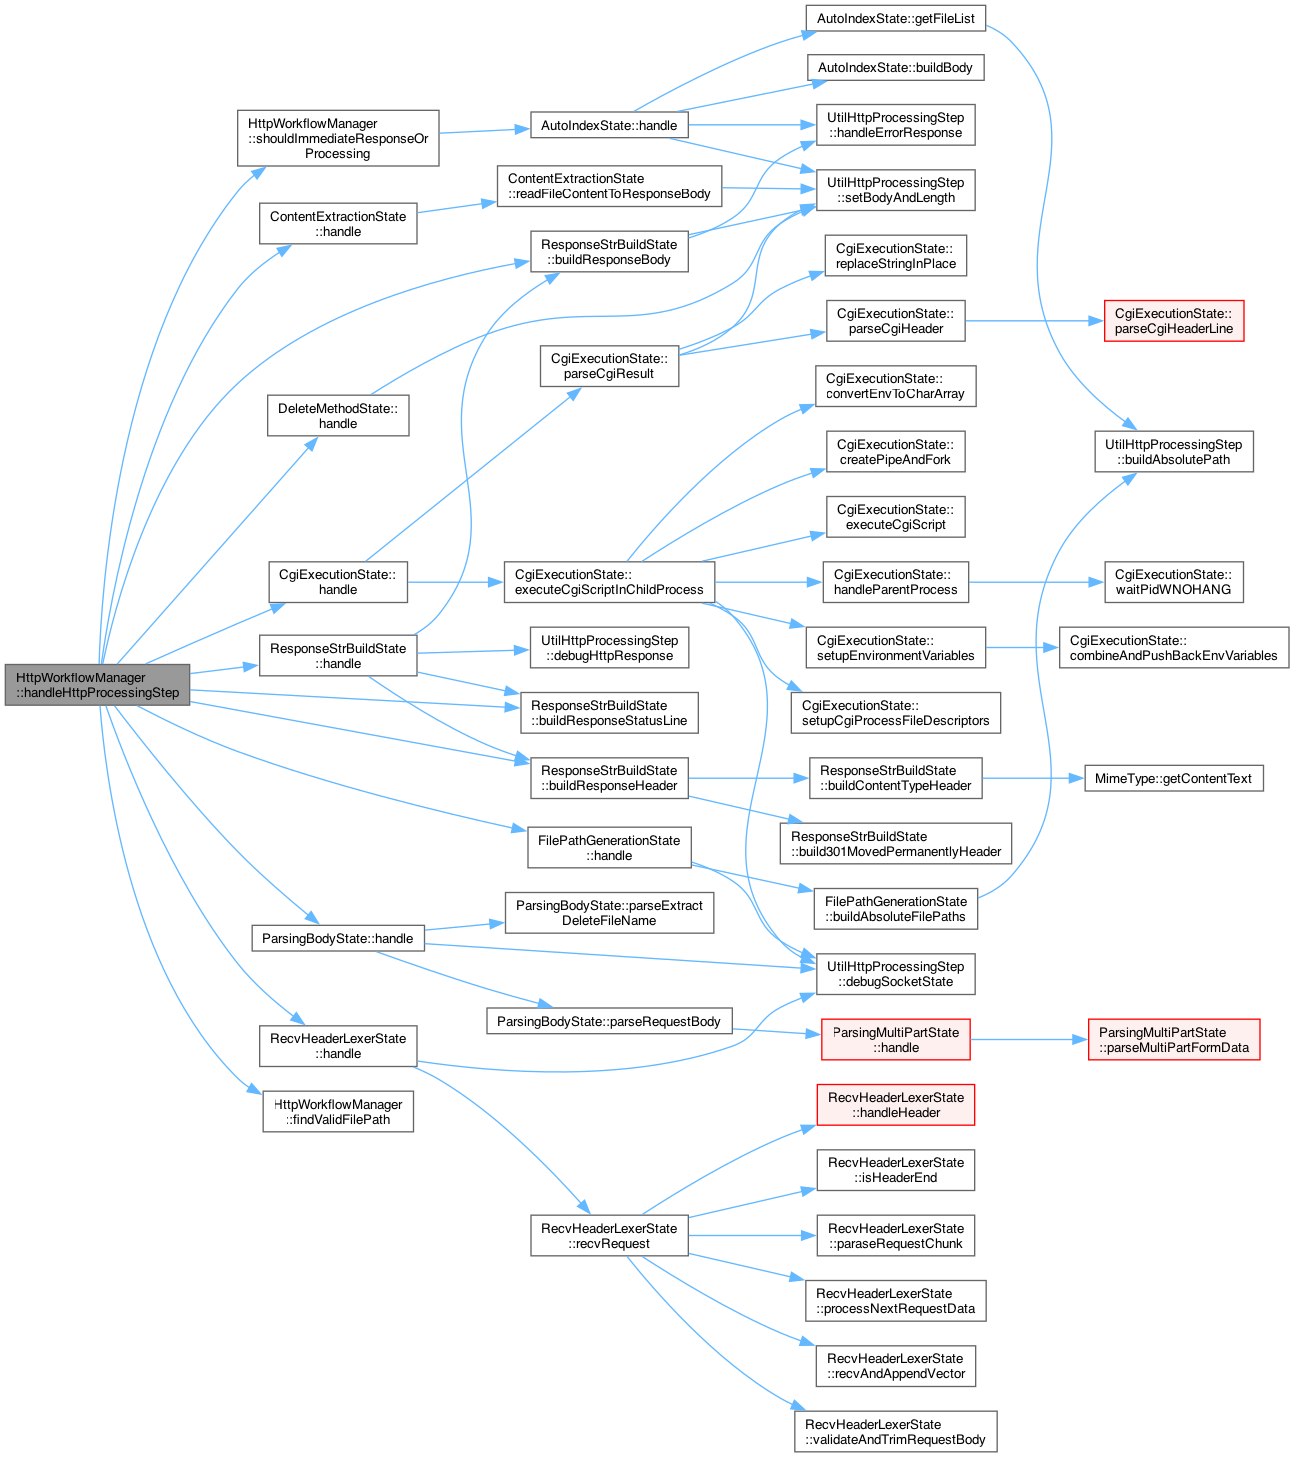 HttpWorkflowManager
::handleHttpProcessingStep
HttpWorkflowManager
::shouldImmediateResponseOr
Processing
ContentExtractionState
::handle
DeleteMethodState::
handle
CgiExecutionState::
handle
ResponseStrBuildState
::handle
ParsingBodyState::handle
RecvHeaderLexerState
::handle
HttpWorkflowManager
::findValidFilePath
AutoIndexState::handle
ContentExtractionState
::readFileContentToResponseBody
ResponseStrBuildState
::buildResponseBody
CgiExecutionState::
parseCgiResult
CgiExecutionState::
executeCgiScriptInChildProcess
UtilHttpProcessingStep
::debugHttpResponse
ResponseStrBuildState
::buildResponseStatusLine
ResponseStrBuildState
::buildResponseHeader
FilePathGenerationState
::handle
ParsingBodyState::parseExtract
DeleteFileName
ParsingBodyState::parseRequestBody
RecvHeaderLexerState
::recvRequest
AutoIndexState::getFileList
AutoIndexState::buildBody
UtilHttpProcessingStep
::handleErrorResponse
UtilHttpProcessingStep
::setBodyAndLength
CgiExecutionState::
replaceStringInPlace
CgiExecutionState::
parseCgiHeader
CgiExecutionState::
convertEnvToCharArray
CgiExecutionState::
createPipeAndFork
CgiExecutionState::
executeCgiScript
CgiExecutionState::
handleParentProcess
CgiExecutionState::
setupEnvironmentVariables
CgiExecutionState::
setupCgiProcessFileDescriptors
ResponseStrBuildState
::buildContentTypeHeader
ResponseStrBuildState
::build301MovedPermanentlyHeader
FilePathGenerationState
::buildAbsoluteFilePaths
UtilHttpProcessingStep
::debugSocketState
ParsingMultiPartState
::handle
RecvHeaderLexerState
::handleHeader
RecvHeaderLexerState
::isHeaderEnd
RecvHeaderLexerState
::paraseRequestChunk
RecvHeaderLexerState
::processNextRequestData
RecvHeaderLexerState
::recvAndAppendVector
RecvHeaderLexerState
::validateAndTrimRequestBody
CgiExecutionState::
parseCgiHeaderLine
UtilHttpProcessingStep
::buildAbsolutePath
CgiExecutionState::
waitPidWNOHANG
CgiExecutionState::
combineAndPushBackEnvVariables
MimeType::getContentText
ParsingMultiPartState
::parseMultiPartFormData